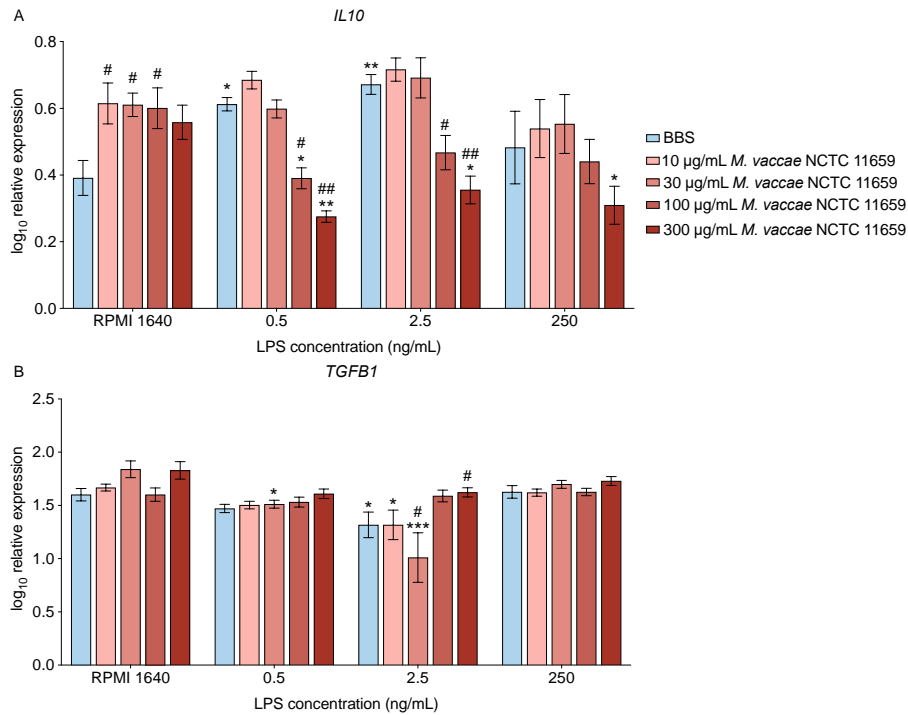 A
IL10
log10 relative expression
0.8
0.6
0.4
0.2
0.0
# # #
*
**
#
*
##
**
#
##
*
*
RPMI 1640 0.5 2.5 250
LPS concentration (ng/mL)
BBS
10 µg/mL M. vaccae NCTC 11659
30 µg/mL M. vaccae NCTC 11659
100 µg/mL M. vaccae NCTC 11659
300 µg/mL M. vaccae NCTC 11659
B
TGFB1
log10 relative expression
2.5
2.0
1.5
1.0
0.5
0.0
*
* *
#
***
#
RPMI 1640 0.5 2.5 250
LPS concentration (ng/mL)